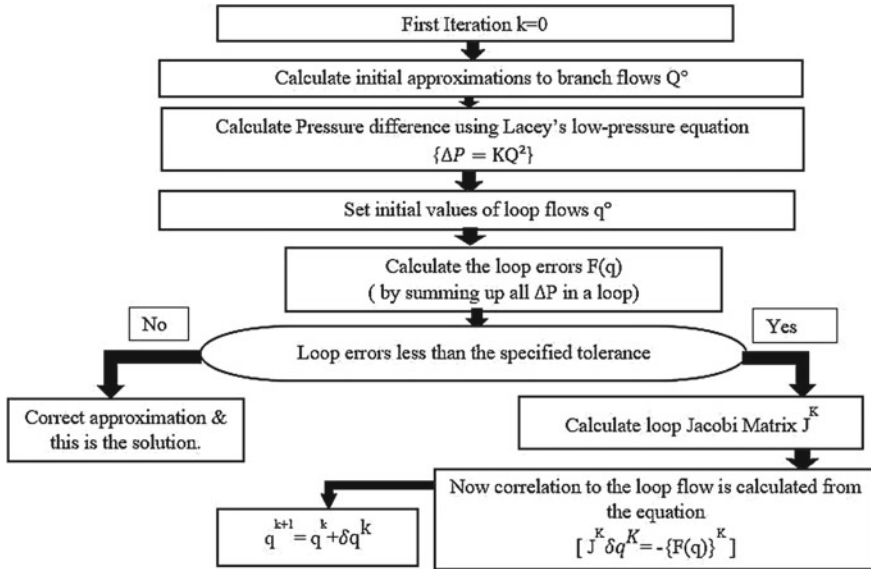 First Iteration k=0
Calculate initial approximations to branch flows Q°
Calculate Pressure difference using Lacey's low-pressure equation
{ΔP = KQ²}
Set initial values of loop flows q°
Calculate the loop errors F(q)
( by summing up all ΔP in a loop)
No
Yes
Loop errors less than the specified tolerance
Correct approximation &
this is the solution.
Calculate loop Jacobi Matrix J^K
Now correlation to the loop flow is calculated from
the equation
[ J^K δq^K = -{F(q)}^K ]
q^k+1 = q^k + δq^k